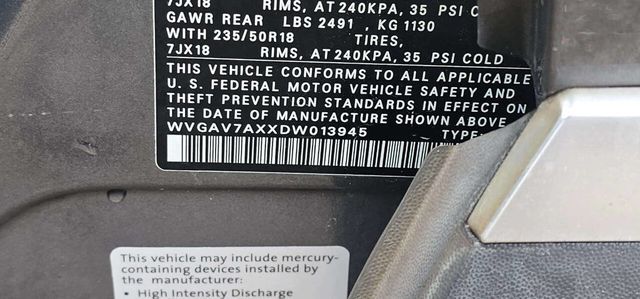 7JX18 RIMS, AT 240KPA, 35 PSI C
GAWR REAR LBS 2491 , KG 1130
WITH 235/50R18 TIRES,
7JX18 RIMS, AT 240KPA, 35 PSI COLD
THIS VEHICLE CONFORMS TO ALL APPLICABLE
U. S. FEDERAL MOTOR VEHICLE SAFETY AND
THEFT PREVENTION STANDARDS IN EFFECT ON
THE DATE OF MANUFACTURE SHOWN ABOVE
WVGAV7AXXDW013945 TYPE:
This vehicle may include mercury-
containing devices installed by
the manufacturer:
• High Intensity Discharge